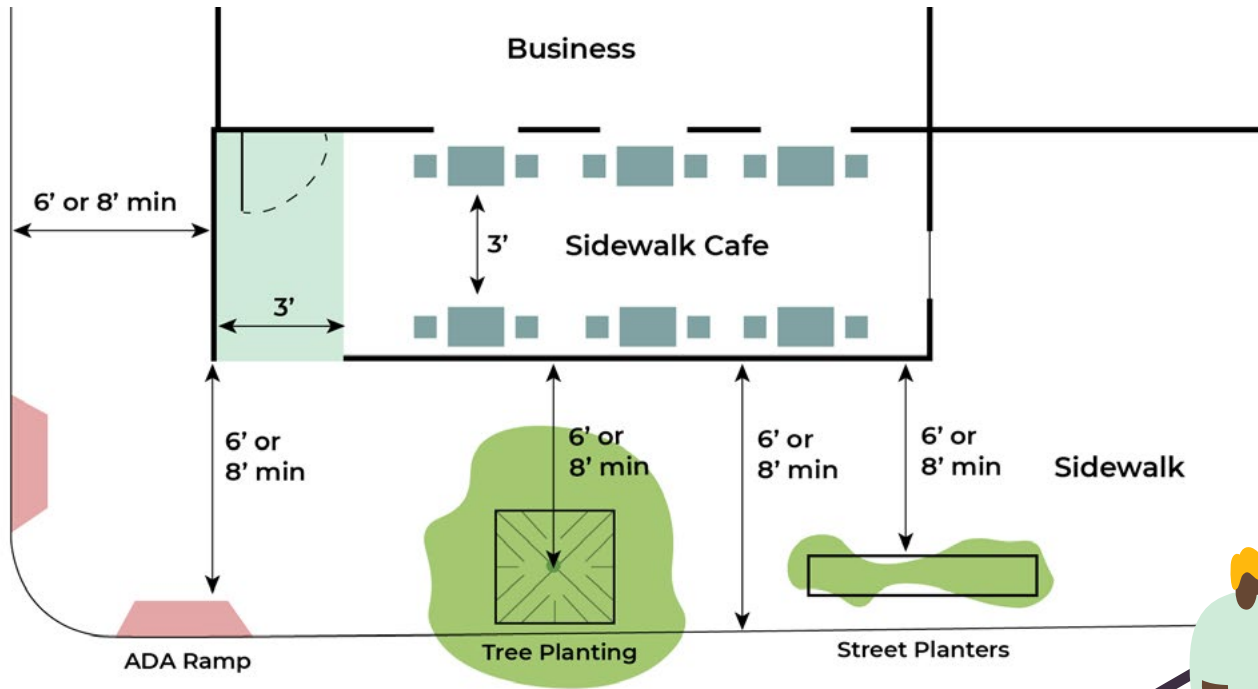 Business
6’ or 8’ min
3’
Sidewalk Cafe
3’
6’ or
8’ min
6’ or
8’ min
6’ or
8’ min
6’ or
8’ min
Sidewalk
ADA Ramp
Tree Planting
Street Planters